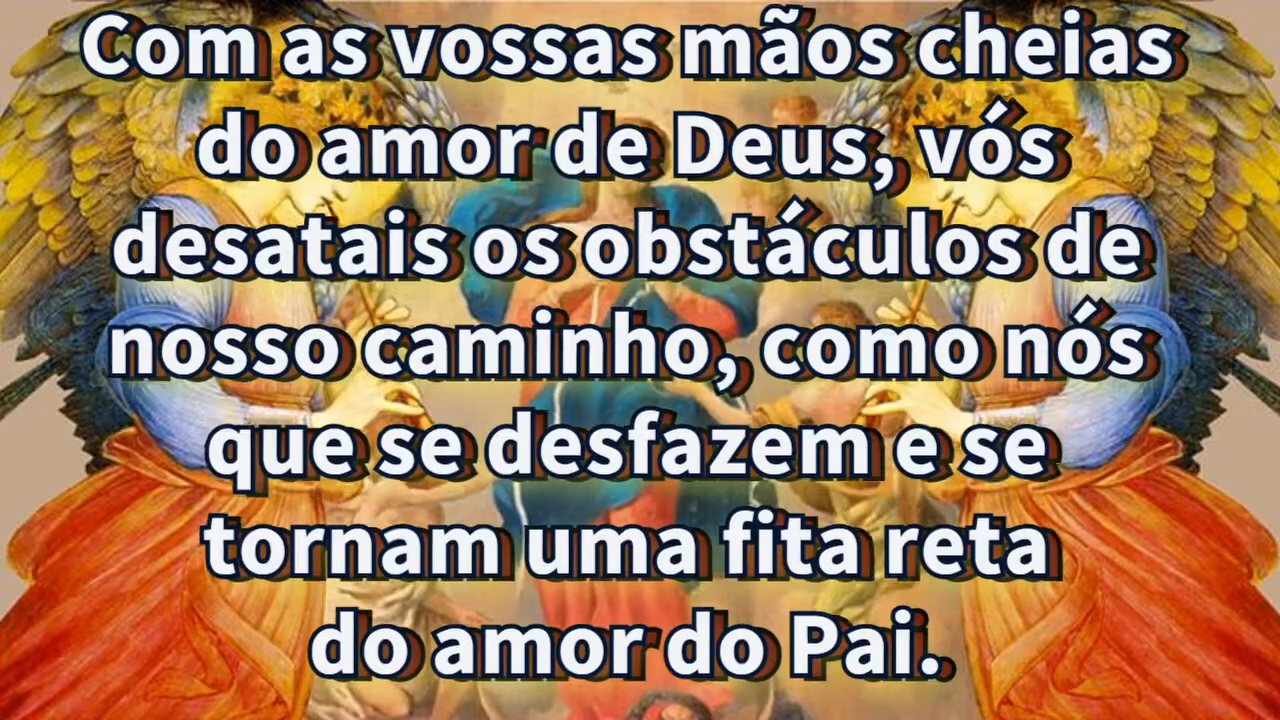 Com as vossas mãos cheias
do amor de Deus, vós
desatais os obstáculos de
nosso caminho, como nós
que se desfazem e se
tornam uma fita reta
do amor do Pai.